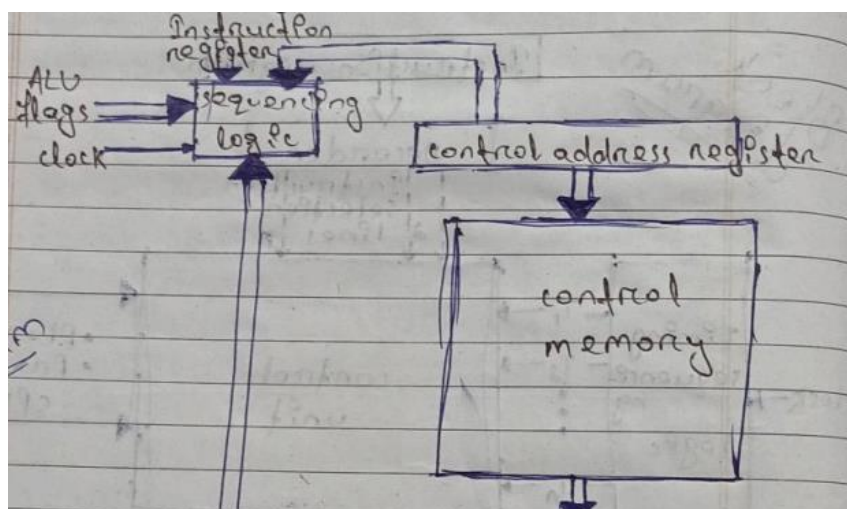 Instruction
register
ALU
flags
sequencing
logic
clock
control address register
control
memory